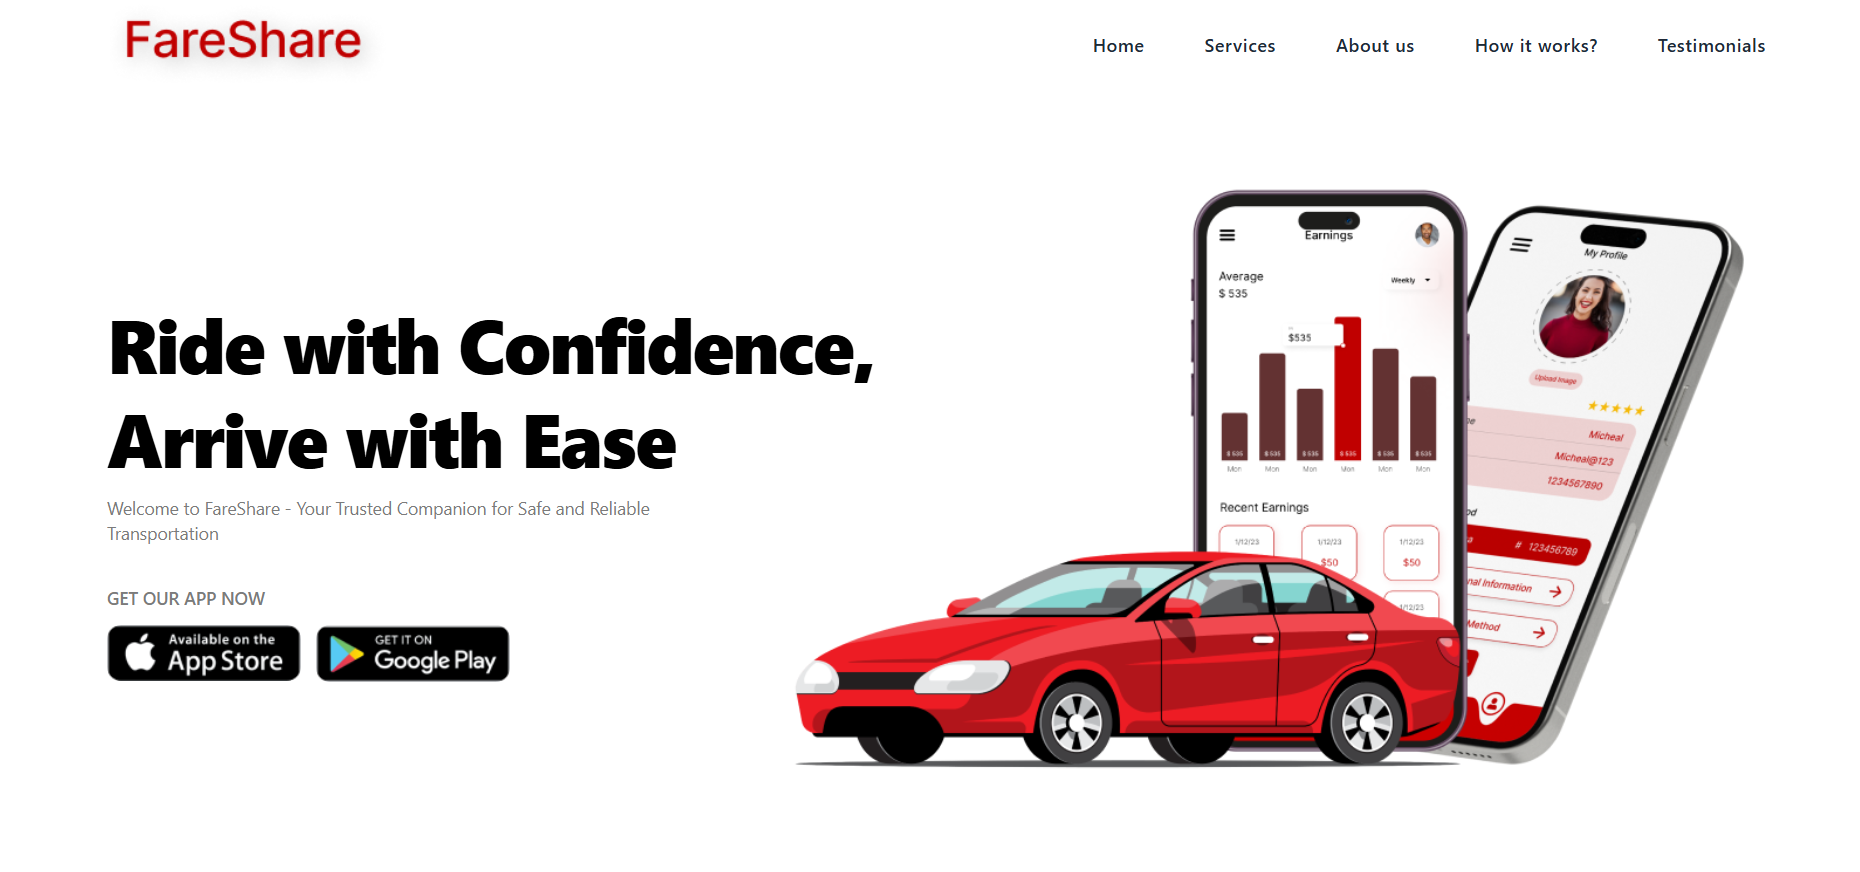 FareShare
Home
Services
About us
How it works?
Testimonials
Ride with Confidence,
Arrive with Ease
Welcome to FareShare - Your Trusted Companion for Safe and Reliable
Transportation
GET OUR APP NOW
Available on the
App Store
GET IT ON
Google Play
Earnings
Average
$ 535
Weekly
$535
$ 535 $ 535 $ 535 $ 535 $ 535 $ 535
Mon Mon Mon Mon Mon Mon
Recent Earnings
1/12/23 1/12/23 1/12/23
$50 $50
1/12/23
My Profile
Upload Image
Micheal
Micheal@123
1234567890
# 123456789
nal Information
Method